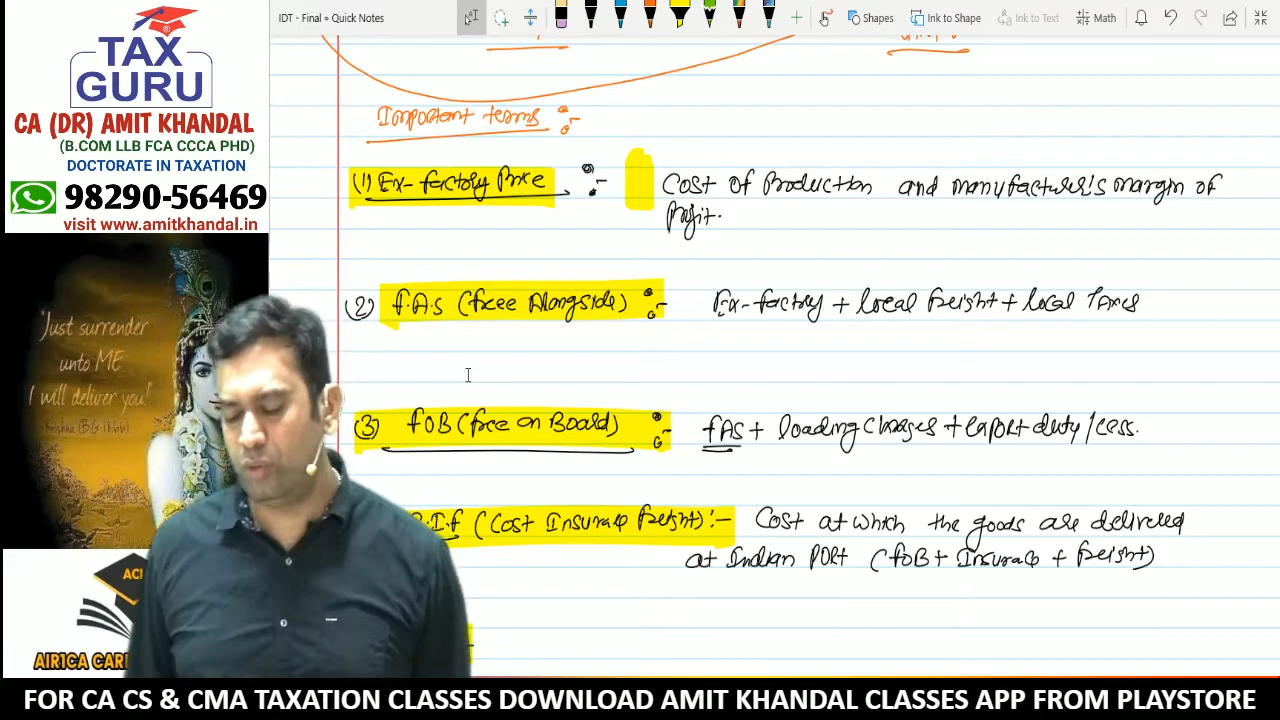 IDT - Final » Quick Notes
Shapes
Ink to Shape
Ink to Text
Math
TAX
GURU
CA (DR) AMIT KHANDAL
(B.COM LLB FCA CCCA PHD)
DOCTORATE IN TAXATION
98290-56469
visit www.amitkhandal.in
Important terms :-
(1) Ex-factory Price :- Cost of Production and manufacturer's margin of
Profit.
(2) F.A.S (free Alongside) :- Ex-factory + local freight + local Taxes
(3) FOB (free on Board) :- FAS + loading charges + export duty/cess.
.I.F (Cost Insurance freight) :- Cost at which the goods are delivered
at Indian Port (FOB + Insurance + freight)
"Just surrender
unto ME
I will deliver you!"
ACI
AIRICA CAR
FOR CA CS & CMA TAXATION CLASSES DOWNLOAD AMIT KHANDAL CLASSES APP FROM PLAYSTORE